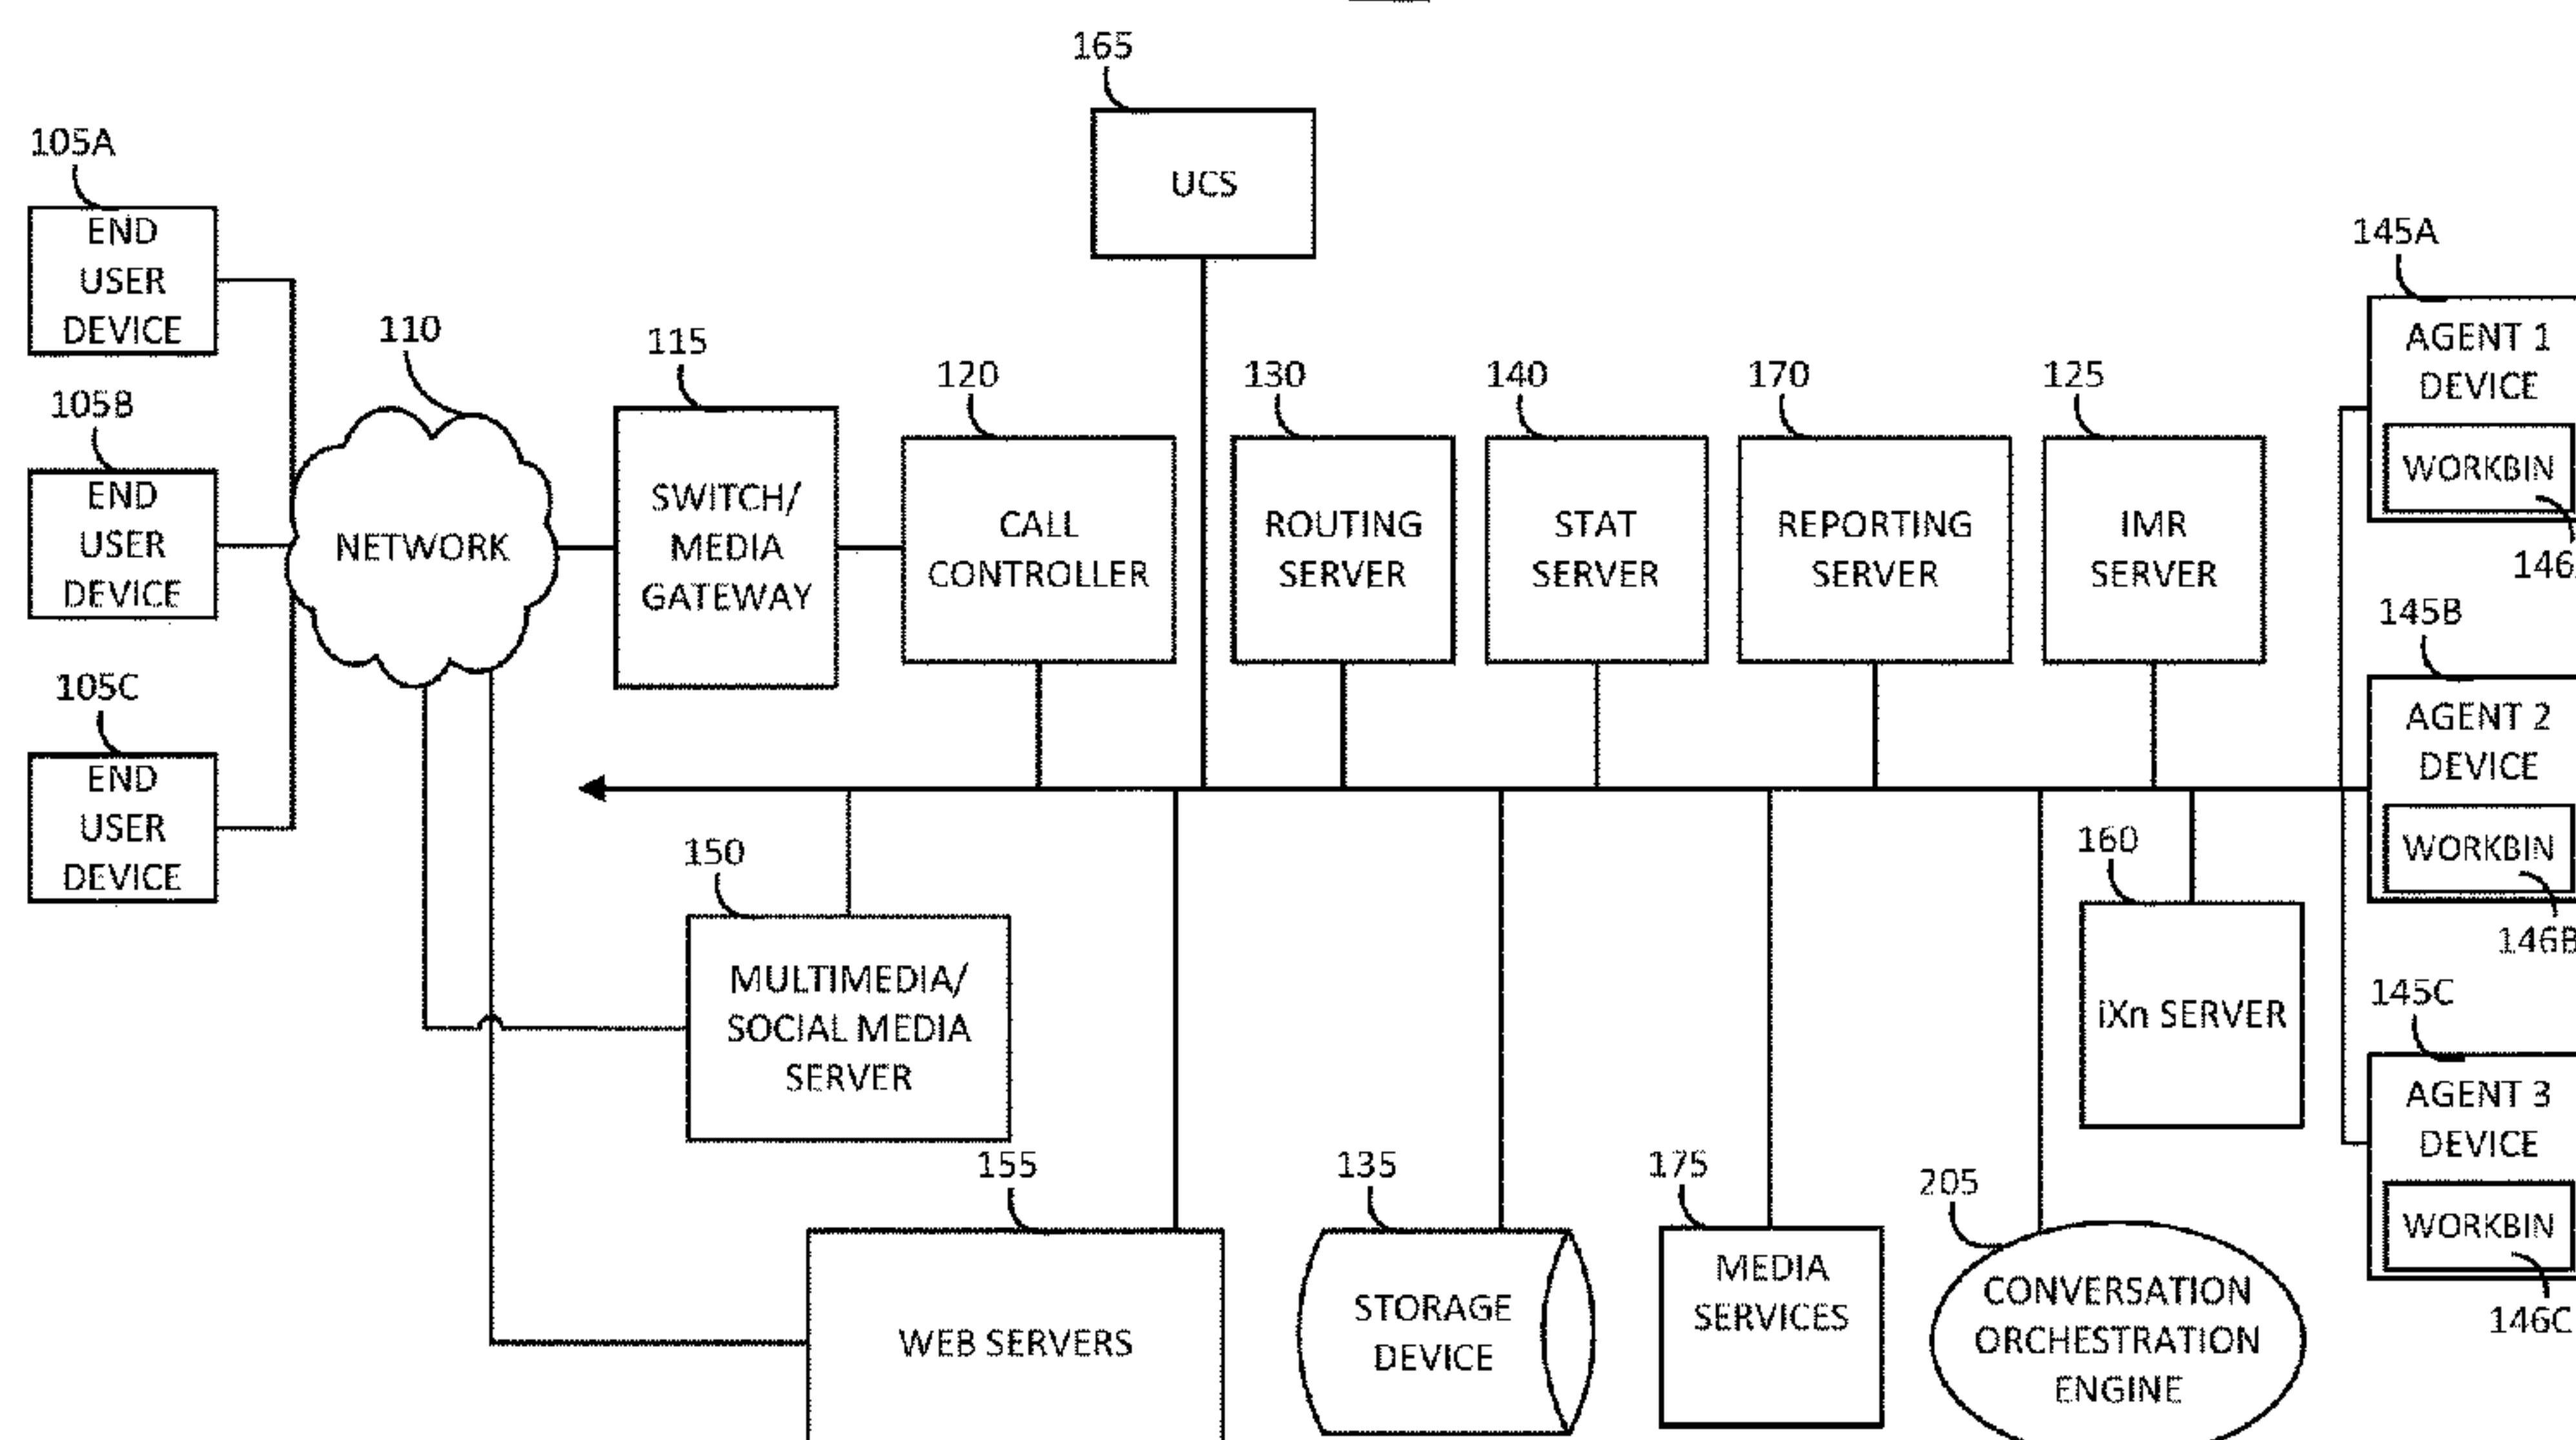 165
105A
UCS
END
USER
DEVICE
145A
110
115
120
130
140
170
125
AGENT 1
DEVICE
105B
WORKBIN
146
END
USER
DEVICE
NETWORK
SWITCH/
MEDIA
GATEWAY
CALL
CONTROLLER
ROUTING
SERVER
STAT
SERVER
REPORTING
SERVER
IMR
SERVER
145B
105C
AGENT 2
DEVICE
END
USER
DEVICE
150
160
WORKBIN
146B
MULTIMEDIA/
SOCIAL MEDIA
SERVER
iXn SERVER
145C
AGENT 3
DEVICE
155
135
175
205
WORKBIN
146C
WEB SERVERS
STORAGE
DEVICE
MEDIA
SERVICES
CONVERSATION
ORCHESTRATION
ENGINE